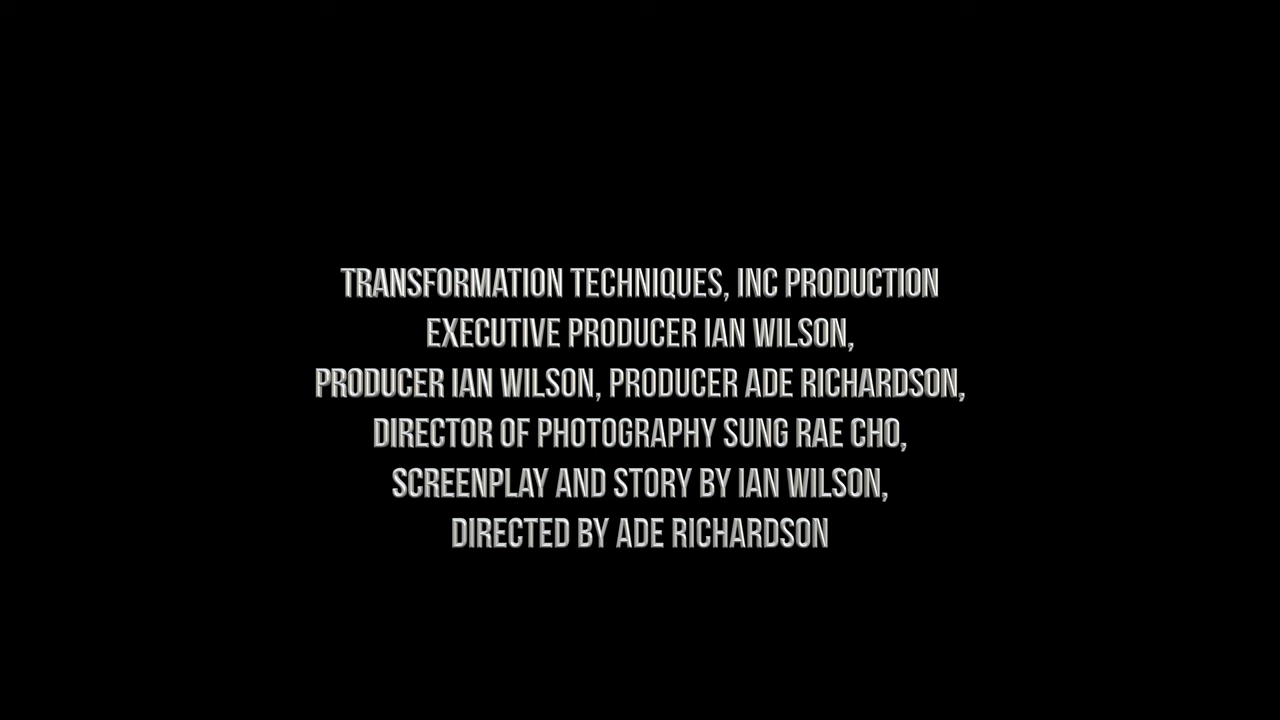 TRANSFORMATION TECHNIQUES, INC PRODUCTION
EXECUTIVE PRODUCER IAN WILSON,
PRODUCER IAN WILSON, PRODUCER ADE RICHARDSON,
DIRECTOR OF PHOTOGRAPHY SUNG RAE CHO,
SCREENPLAY AND STORY BY IAN WILSON,
DIRECTED BY ADE RICHARDSON